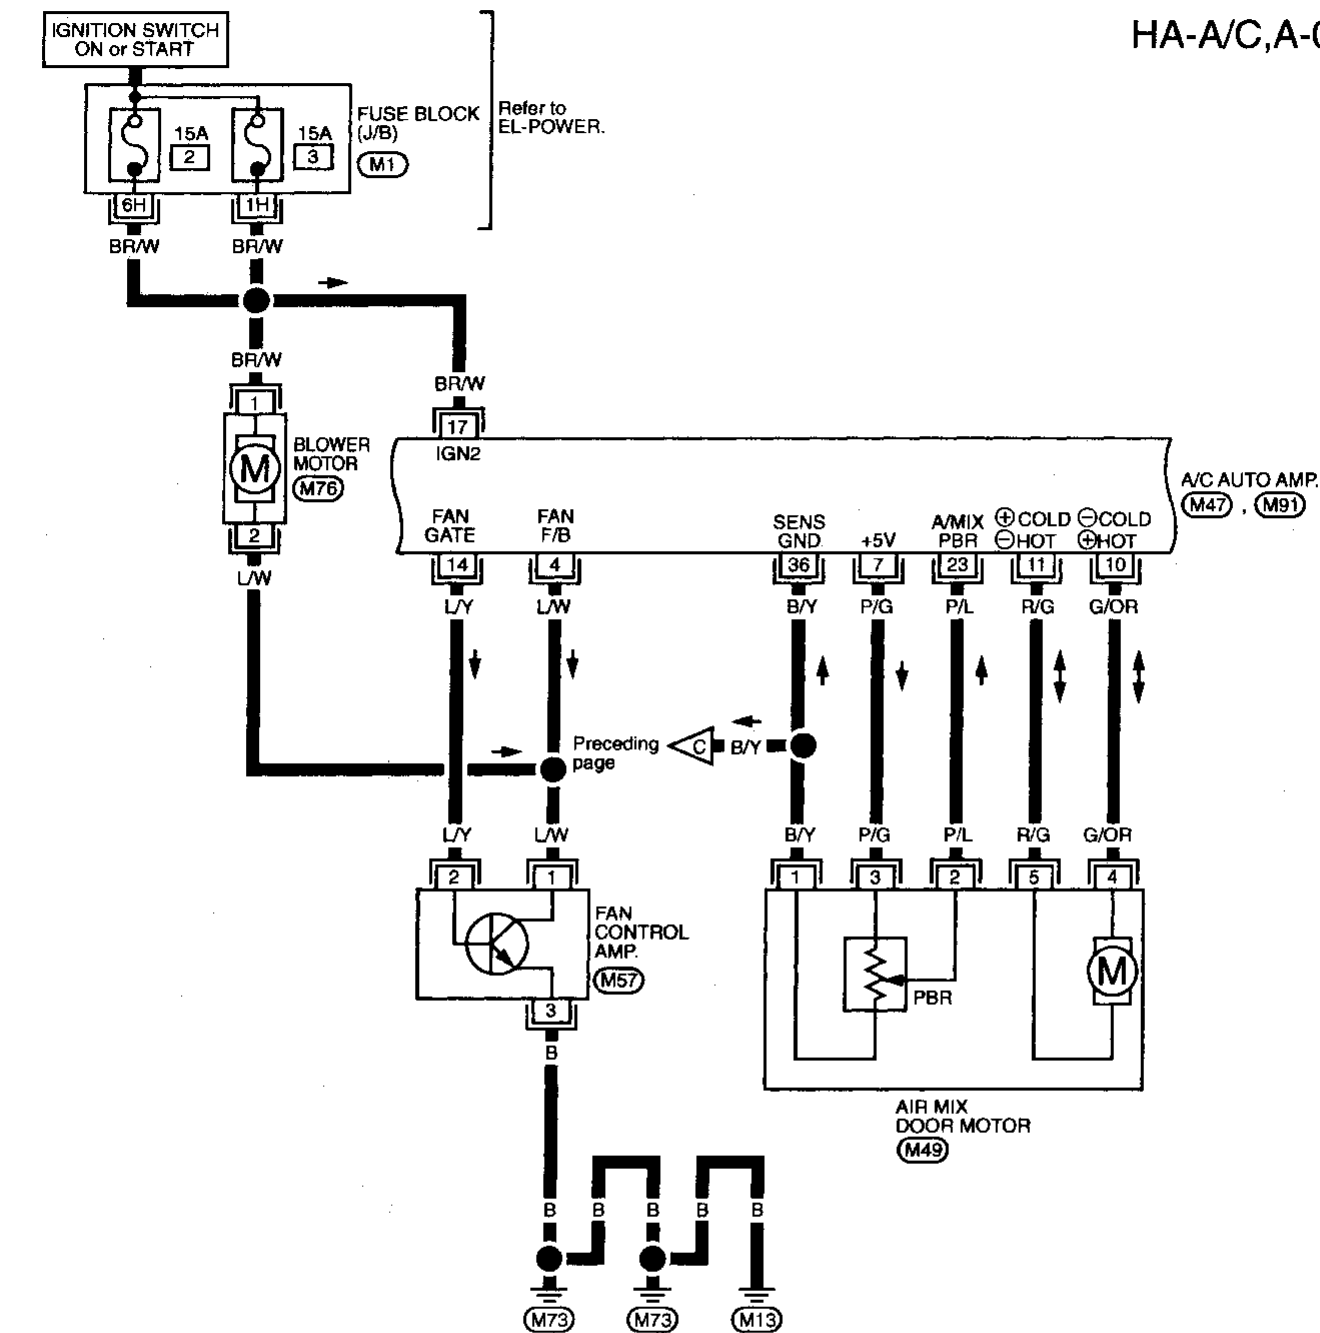 HA-A/C,A-0
IGNITION SWITCH
ON or START
FUSE BLOCK
(J/B)
M1
Refer to
EL-POWER.
15A
2
15A
3
6H
1H
BR/W
BR/W
BR/W
BR/W
1
17
IGN2
BLOWER
MOTOR
M76
M
2
L/W
A/C AUTO AMP.
M47 , M91
FAN
GATE
FAN
F/B
SENS
GND
+5V
A/MIX
PBR
⊕COLD
⊖HOT
⊖COLD
⊕HOT
14
4
36
7
23
11
10
L/Y
L/W
B/Y
P/G
P/L
R/G
G/OR
Preceding
page
C
B/Y
L/Y
L/W
B/Y
P/G
P/L
R/G
G/OR
2
1
1
3
2
5
4
FAN
CONTROL
AMP.
M57
PBR
M
3
B
AIR MIX
DOOR MOTOR
M49
B
B
B
B
B
M73
M73
M13